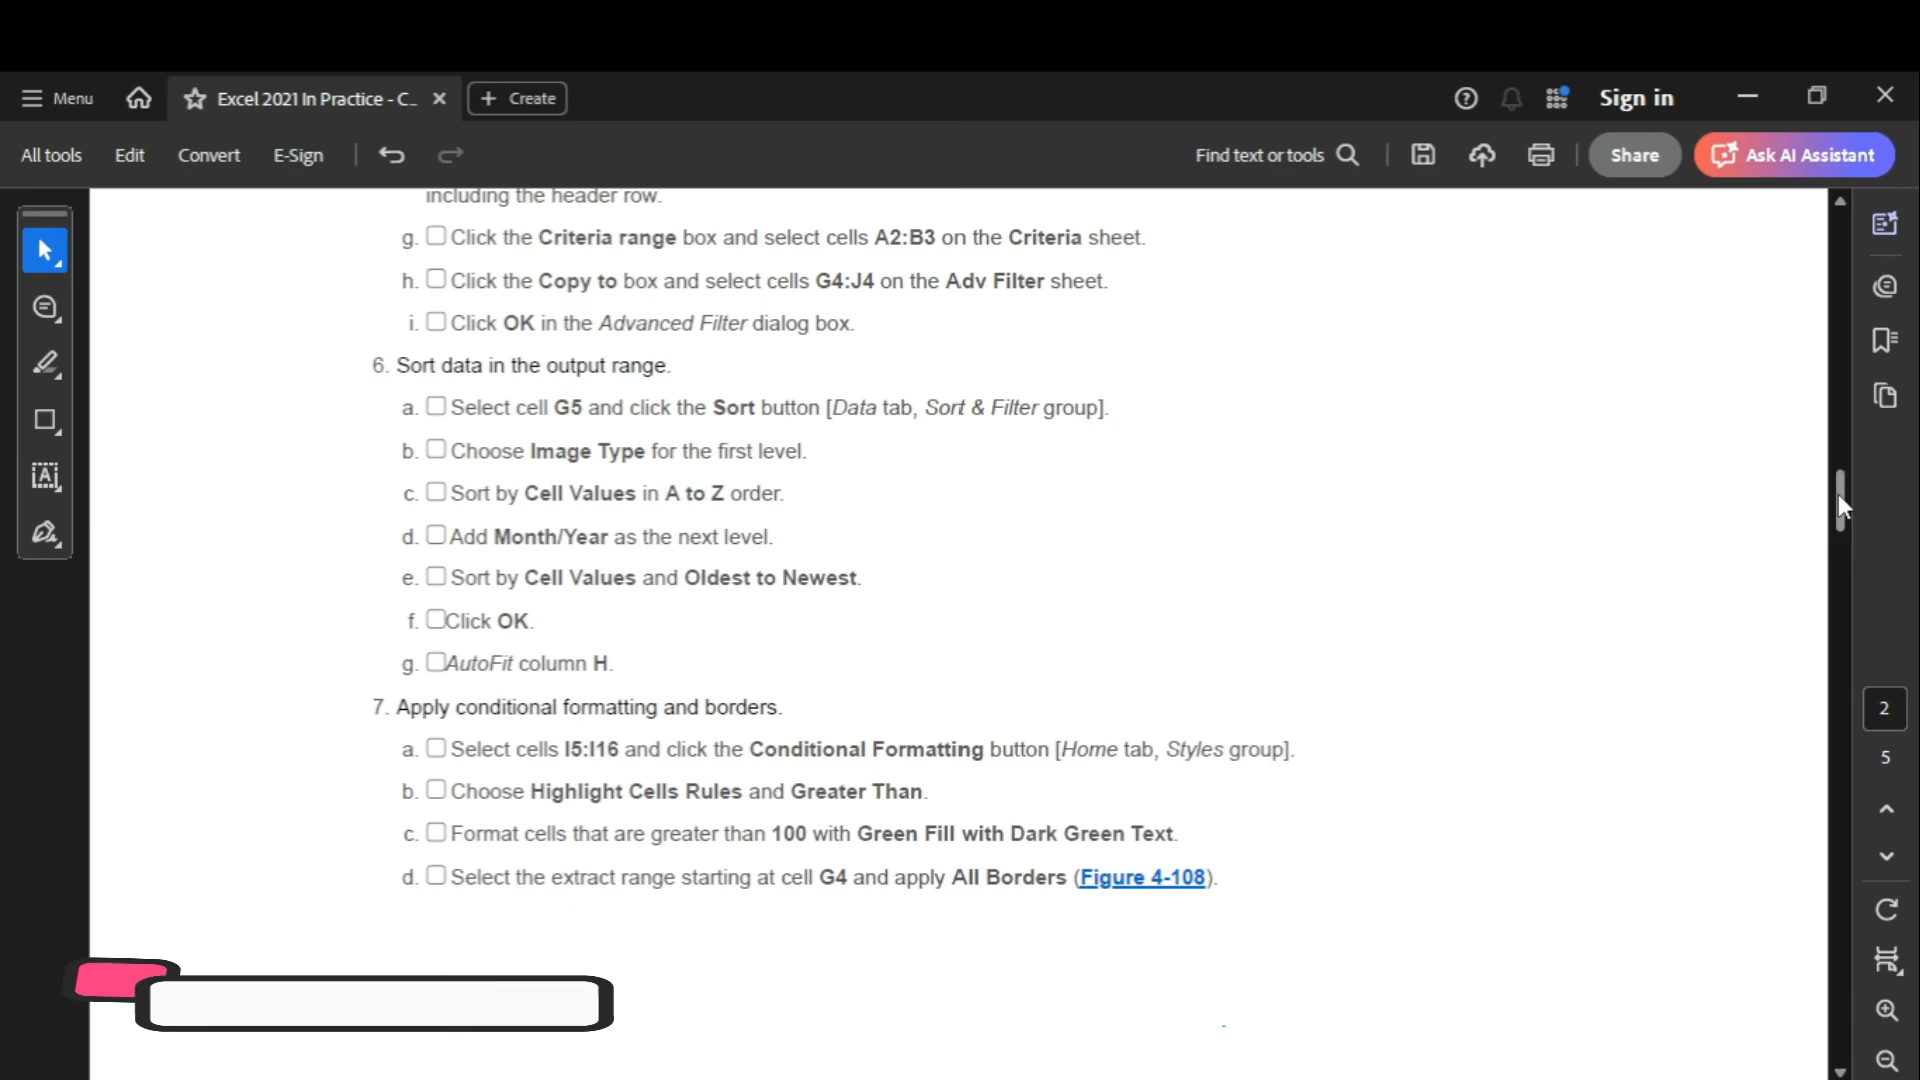 Menu
Excel 2021 In Practice - C...
Create
Sign in
All tools
Edit
Convert
E-Sign
Find text or tools
Share
Ask AI Assistant
including the header row.
g. Click the Criteria range box and select cells A2:B3 on the Criteria sheet.
h. Click the Copy to box and select cells G4:J4 on the Adv Filter sheet.
i. Click OK in the Advanced Filter dialog box.
6. Sort data in the output range.
a. Select cell G5 and click the Sort button [Data tab, Sort & Filter group].
b. Choose Image Type for the first level.
c. Sort by Cell Values in A to Z order.
d. Add Month/Year as the next level.
e. Sort by Cell Values and Oldest to Newest.
f. Click OK.
g. AutoFit column H.
7. Apply conditional formatting and borders.
a. Select cells I5:I16 and click the Conditional Formatting button [Home tab, Styles group].
b. Choose Highlight Cells Rules and Greater Than.
c. Format cells that are greater than 100 with Green Fill with Dark Green Text.
d. Select the extract range starting at cell G4 and apply All Borders (Figure 4-108).
2
5